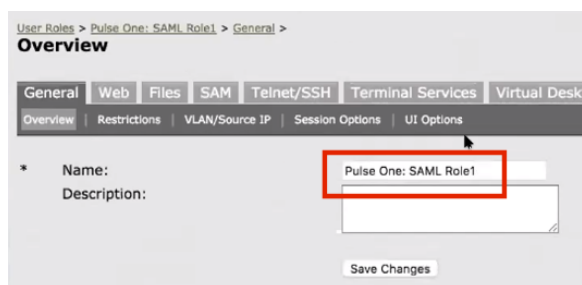 User Roles > Pulse One: SAML Role1 > General >
Overview
General Web Files SAM Telnet/SSH Terminal Services Virtual Desk
Overview | Restrictions | VLAN/Source IP | Session Options | UI Options
* Name: Pulse One: SAML Role1
Description:
Save Changes